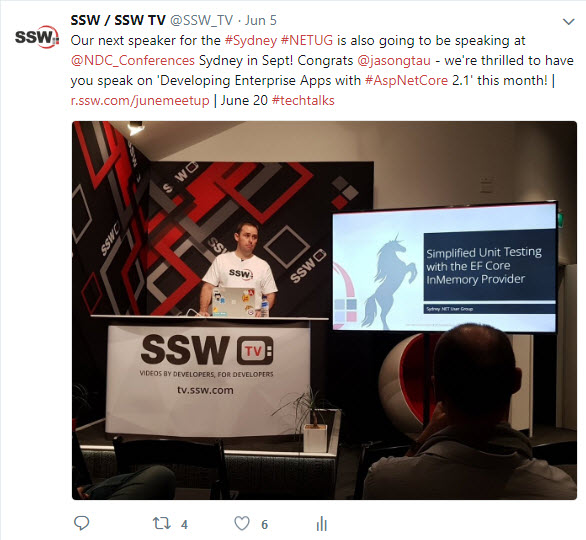 SSW / SSW TV @SSW_TV · Jun 5
SSW
Our next speaker for the #Sydney #NETUG is also going to be speaking at
@NDC_Conferences Sydney in Sept! Congrats @jasongtau - we're thrilled to have
you speak on 'Developing Enterprise Apps with #AspNetCore 2.1' this month! |
r.ssw.com/junemeetup | June 20 #techtalks
SSW
SSW
SSW
SSW
SSW
Simplified Unit Testing
with the EF Core
InMemory Provider
Sydney .NET User Group
SSW TV
VIDEOS BY DEVELOPERS, FOR DEVELOPERS
tv.ssw.com
4
6